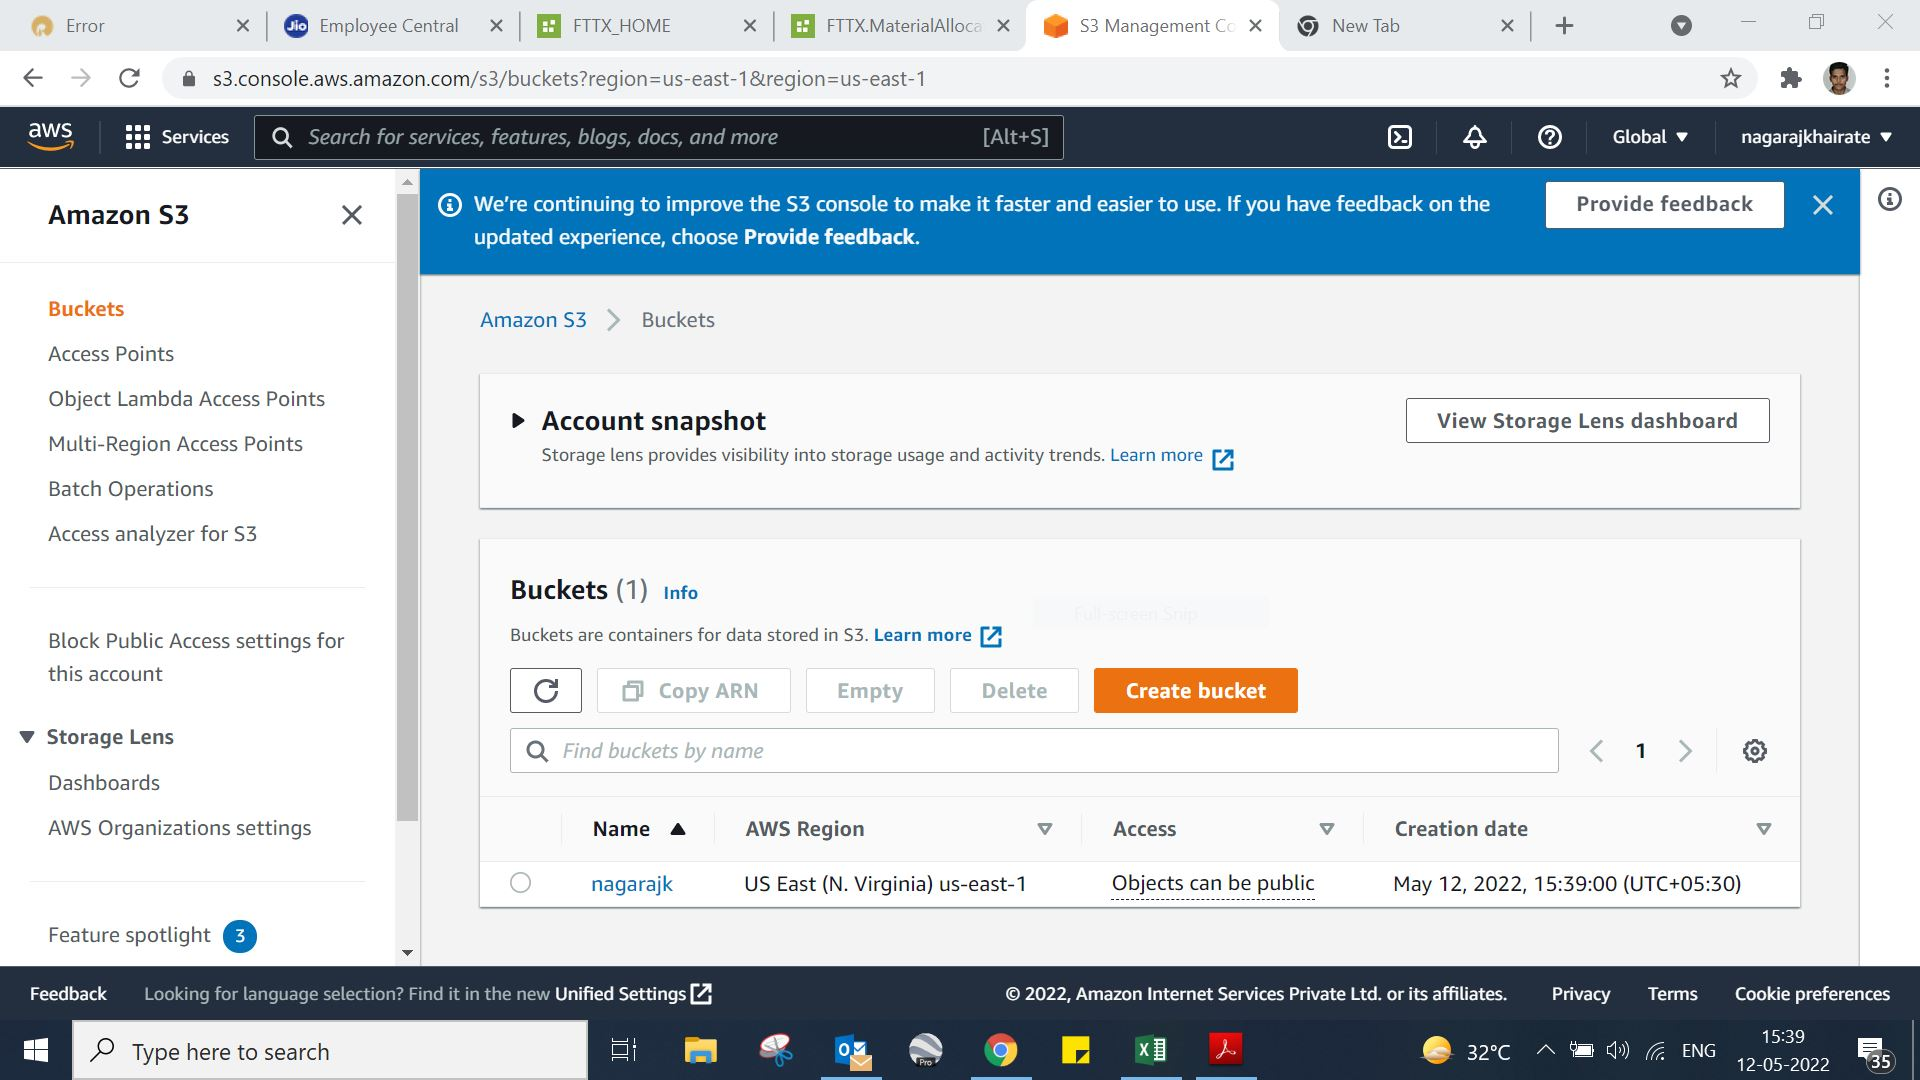 Error
Employee Central
FTTX_HOME
FTTX.MaterialAlloca
S3 Management Co
New Tab
s3.console.aws.amazon.com/s3/buckets?region=us-east-1&region=us-east-1
aws
Services
Search for services, features, blogs, docs, and more
[Alt+S]
Global
nagarajkhairate
Amazon S3
We're continuing to improve the S3 console to make it faster and easier to use. If you have feedback on the
updated experience, choose Provide feedback.
Provide feedback
Buckets
Access Points
Object Lambda Access Points
Multi-Region Access Points
Batch Operations
Access analyzer for S3
Block Public Access settings for
this account
Storage Lens
Dashboards
AWS Organizations settings
Feature spotlight 3
Amazon S3 > Buckets
Account snapshot
Storage lens provides visibility into storage usage and activity trends. Learn more
View Storage Lens dashboard
Buckets (1) Info
Full-screen Snip
Buckets are containers for data stored in S3. Learn more
Copy ARN
Empty
Delete
Create bucket
Find buckets by name
1
Name AWS Region Access Creation date
nagarajk US East (N. Virginia) us-east-1 Objects can be public May 12, 2022, 15:39:00 (UTC+05:30)
Feedback
Looking for language selection? Find it in the new Unified Settings
© 2022, Amazon Internet Services Private Ltd. or its affiliates.
Privacy
Terms
Cookie preferences
Type here to search
Pro
32°C
ENG
15:39
12-05-2022
35